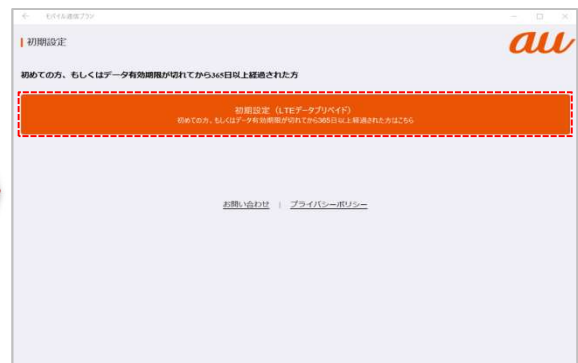 ← モバイル通信プラン
初期設定
au
初めての方、もしくはデータ有効期限が切れてから365日以上経過された方
初期設定（LTEデータプリペイド）
初めての方、もしくはデータ有効期限が切れてから365日以上経過された方はこちら
お問い合わせ | プライバシーポリシー